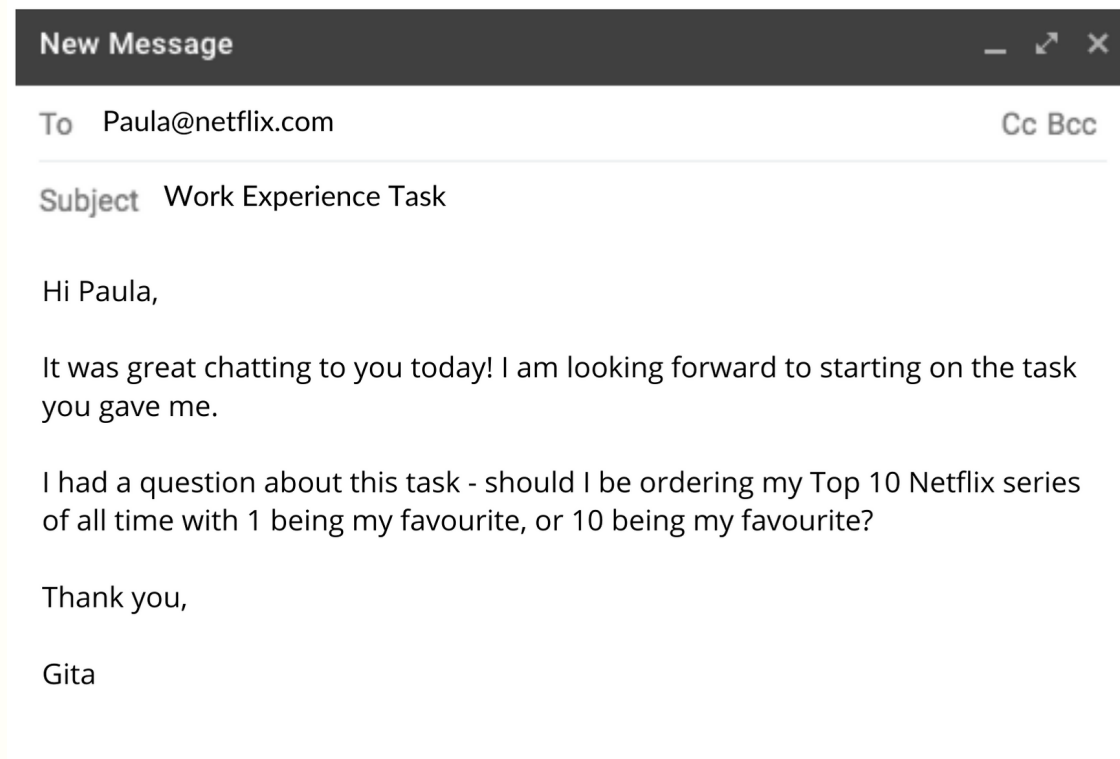 New Message
To Paula@netflix.com Cc Bcc
Subject Work Experience Task
Hi Paula,
It was great chatting to you today! I am looking forward to starting on the task
you gave me.
I had a question about this task - should I be ordering my Top 10 Netflix series
of all time with 1 being my favourite, or 10 being my favourite?
Thank you,
Gita